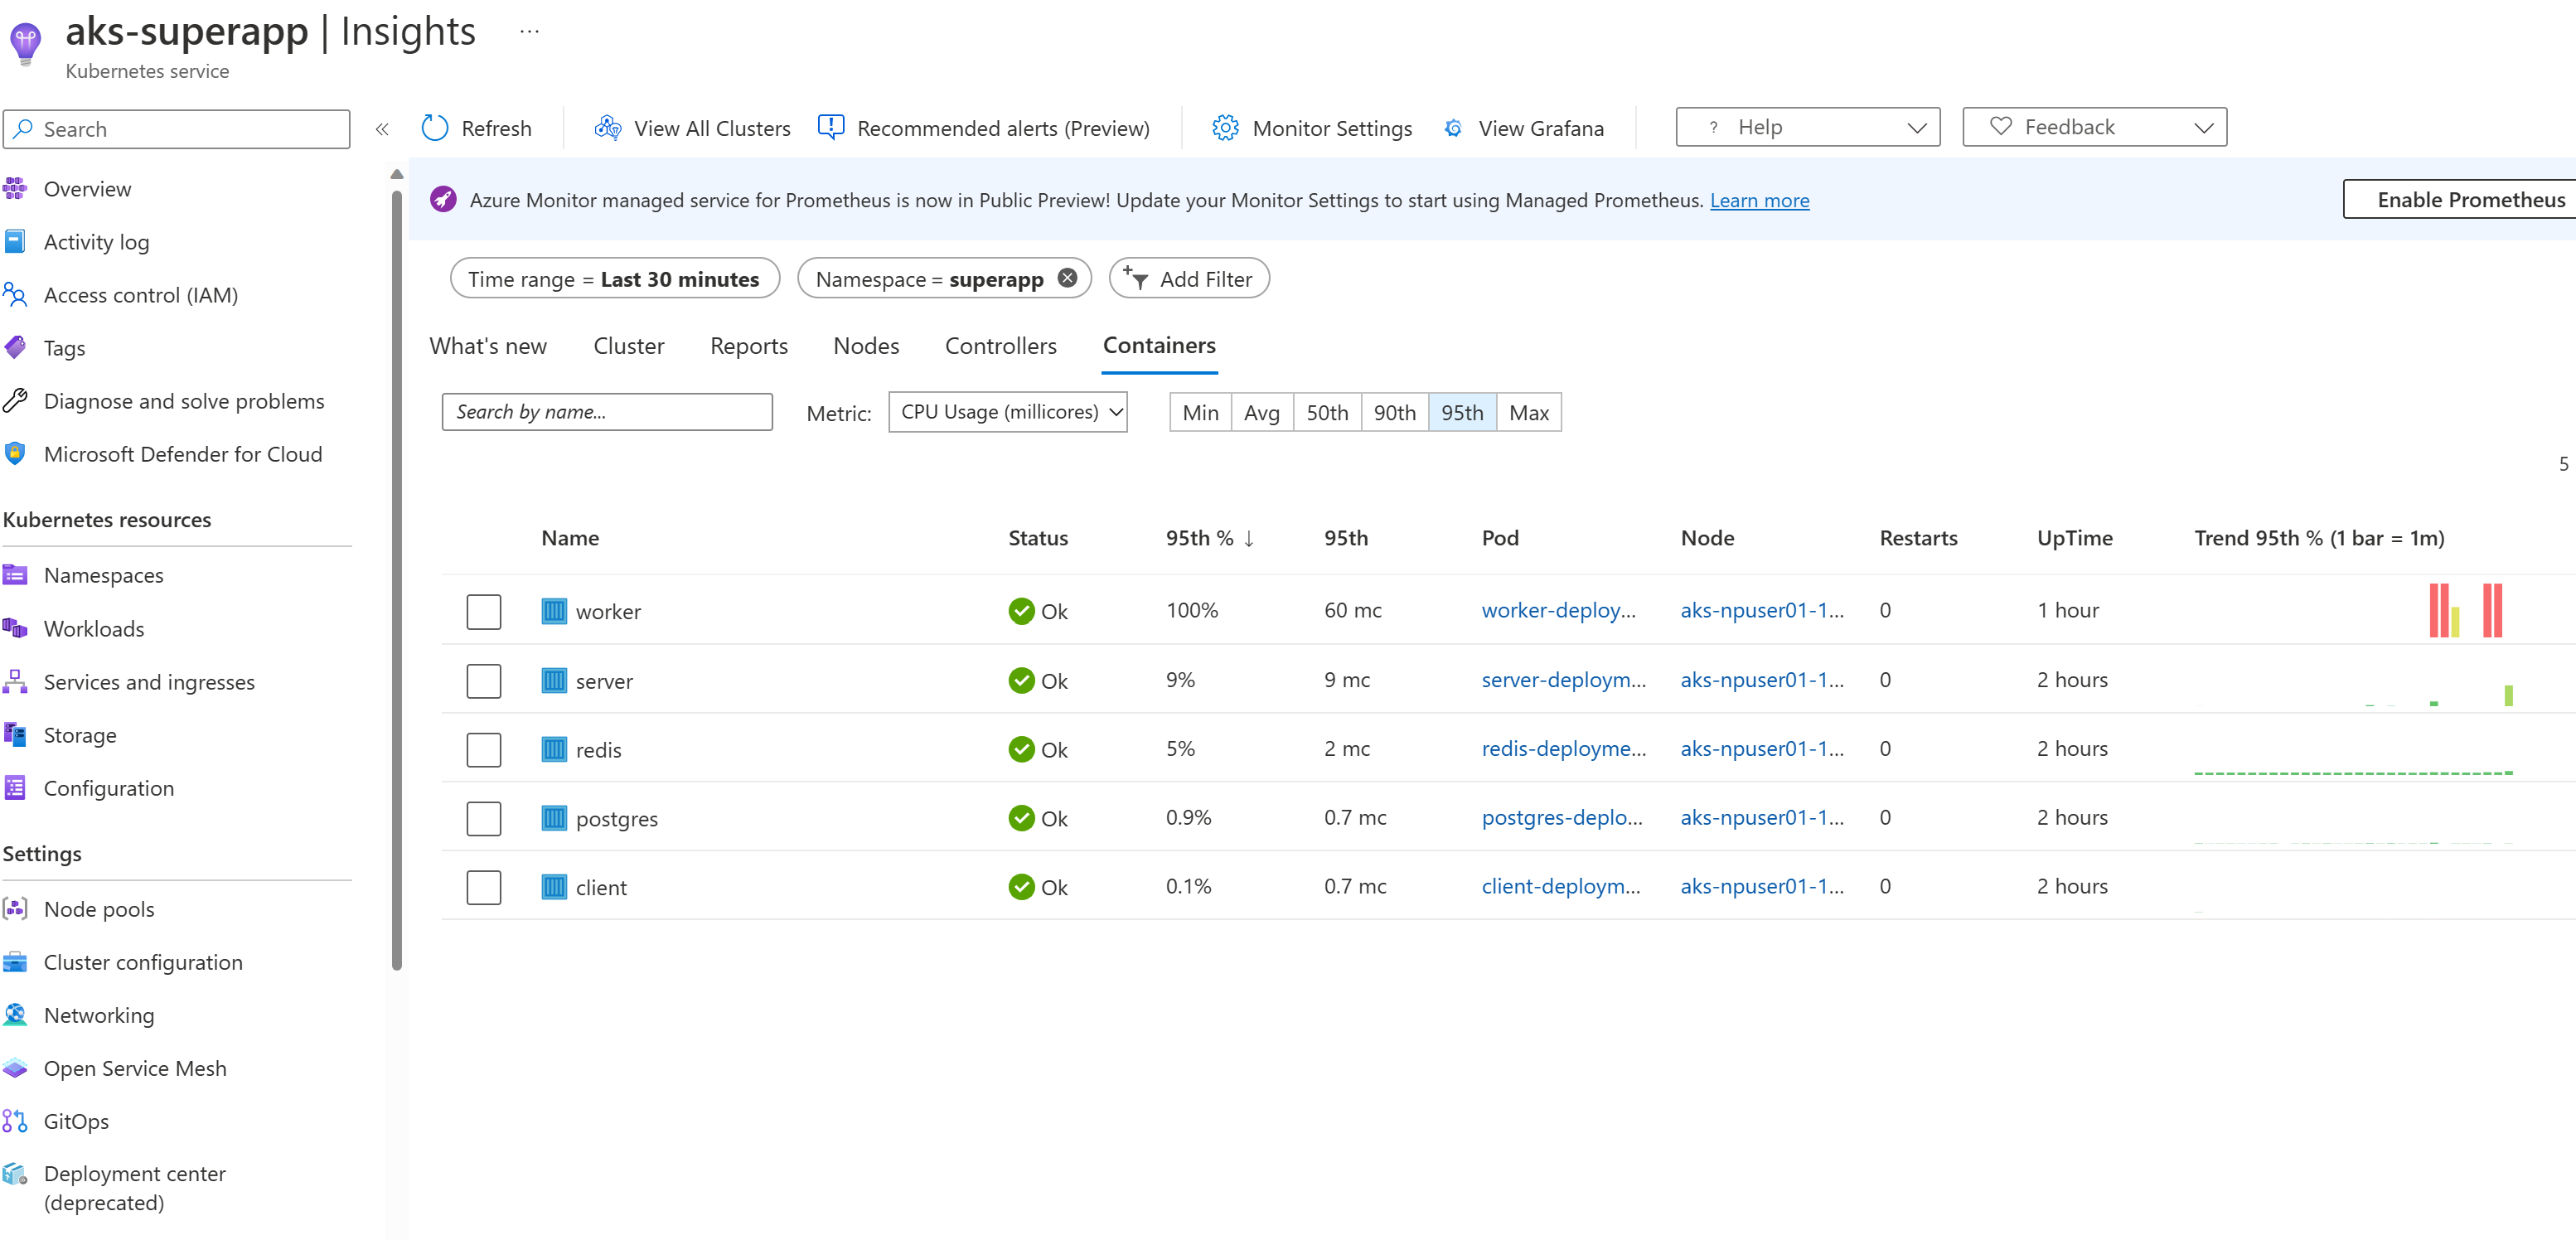 aks-superapp | Insights ...
Kubernetes service
Search
«
Refresh
View All Clusters
Recommended alerts (Preview)
Monitor Settings
View Grafana
? Help
Feedback
Overview
Activity log
Access control (IAM)
Tags
Diagnose and solve problems
Microsoft Defender for Cloud
Kubernetes resources
Namespaces
Workloads
Services and ingresses
Storage
Configuration
Settings
Node pools
Cluster configuration
Networking
Open Service Mesh
GitOps
Deployment center
(deprecated)
Azure Monitor managed service for Prometheus is now in Public Preview! Update your Monitor Settings to start using Managed Prometheus. Learn more
Enable Prometheus
Time range = Last 30 minutes
Namespace = superapp
Add Filter
What's new Cluster Reports Nodes Controllers Containers
Search by name...
Metric: CPU Usage (millicores)
Min Avg 50th 90th 95th Max
5
Name Status 95th % ↓ 95th Pod Node Restarts UpTime Trend 95th % (1 bar = 1m)
worker Ok 100% 60 mc worker-deploy... aks-npuser01-1... 0 1 hour
server Ok 9% 9 mc server-deploym... aks-npuser01-1... 0 2 hours
redis Ok 5% 2 mc redis-deployme... aks-npuser01-1... 0 2 hours
postgres Ok 0.9% 0.7 mc postgres-deplo... aks-npuser01-1... 0 2 hours
client Ok 0.1% 0.7 mc client-deploym... aks-npuser01-1... 0 2 hours